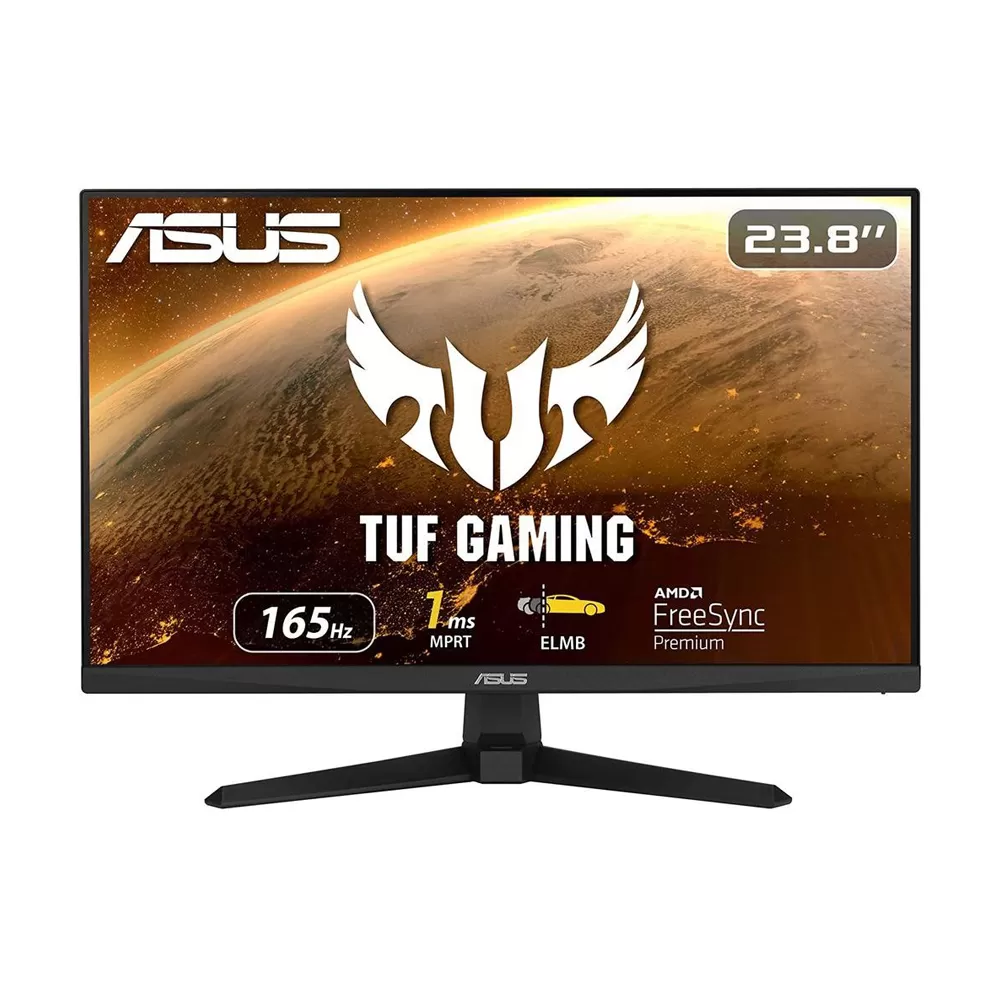 ASUS
23.8″
TUF GAMING
165Hz
1ms
MPRT
ELMB
AMD
FreeSync
Premium
ASUS